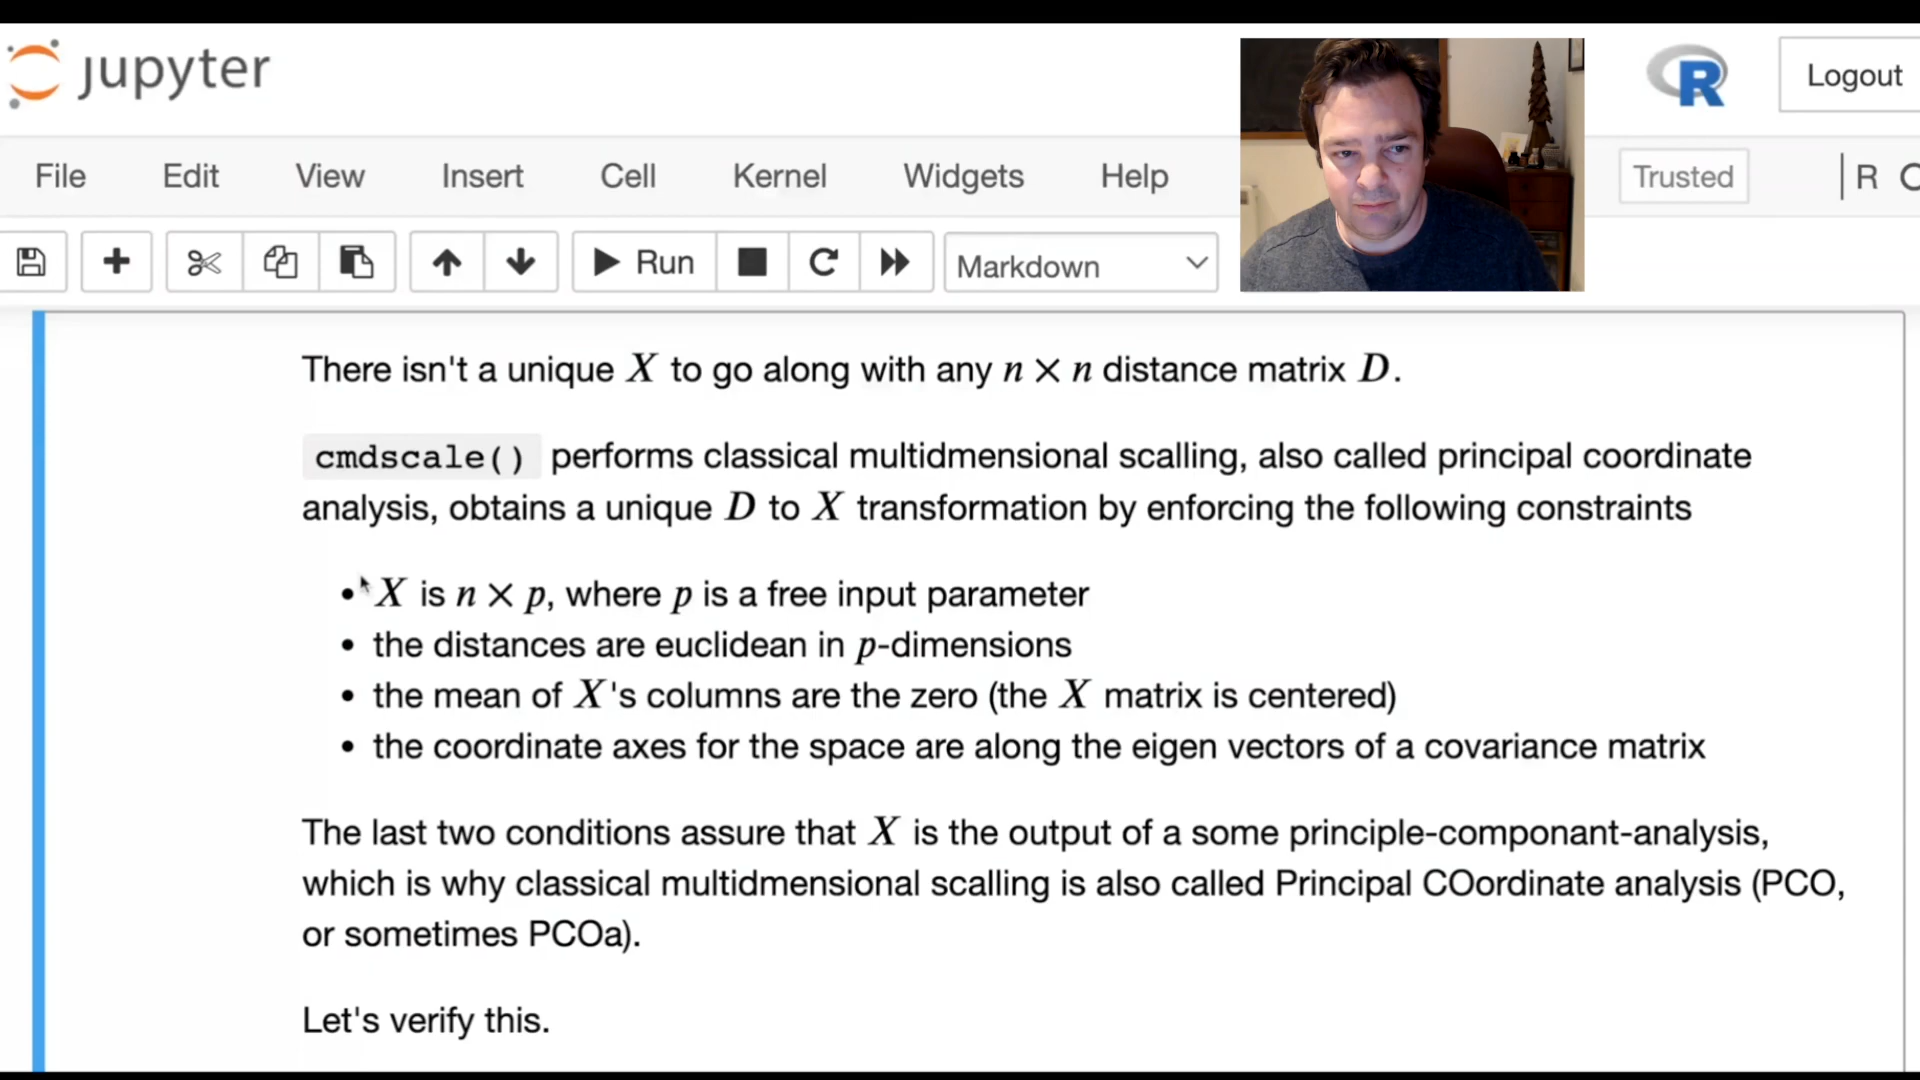 jupyter
R
Logout
File Edit View Insert Cell Kernel Widgets Help Trusted R
Run Markdown
There isn't a unique X to go along with any n × n distance matrix D.
cmdscale() performs classical multidmensional scalling, also called principal coordinate
analysis, obtains a unique D to X transformation by enforcing the following constraints
• X is n × p, where p is a free input parameter
• the distances are euclidean in p-dimensions
• the mean of X's columns are the zero (the X matrix is centered)
• the coordinate axes for the space are along the eigen vectors of a covariance matrix
The last two conditions assure that X is the output of a some principle-componant-analysis,
which is why classical multidmensional scalling is also called Principal COordinate analysis (PCO,
or sometimes PCOa).
Let's verify this.